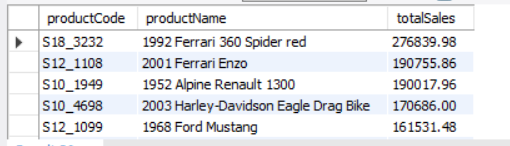 productCode productName totalSales
S18_3232 1992 Ferrari 360 Spider red 276839.98
S12_1108 2001 Ferrari Enzo 190755.86
S10_1949 1952 Alpine Renault 1300 190017.96
S10_4698 2003 Harley-Davidson Eagle Drag Bike 170686.00
S12_1099 1968 Ford Mustang 161531.48